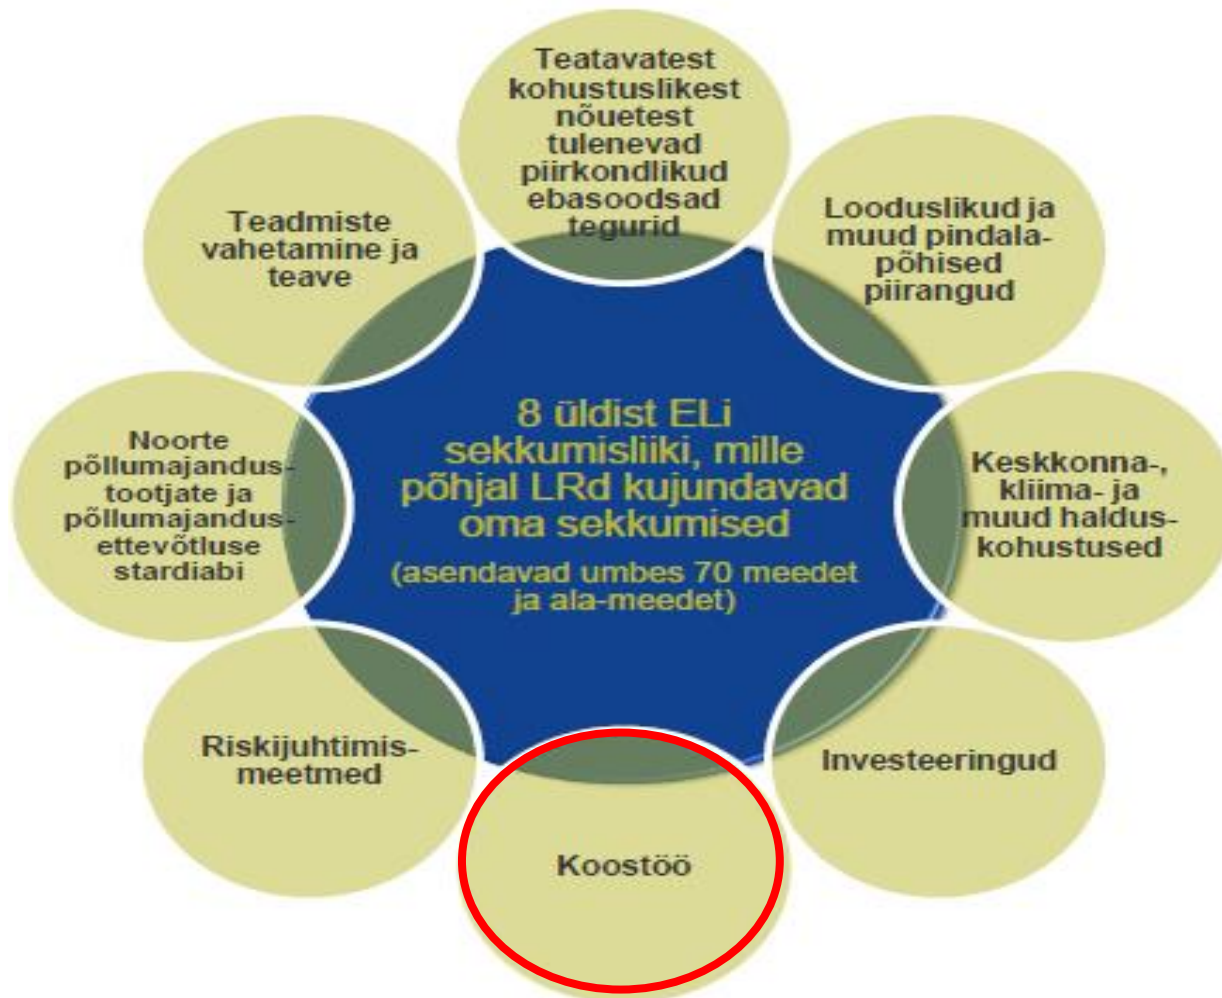 Teatavatest
kohustuslikest
nõuetest
tulenevad
piirkondlikud
ebasoodsad
tegurid
Looduslikud ja
muud pindala-
põhised
piirangud
Keskkonna-,
kliima- ja
muud haldus-
kohustused
Investeeringud
Koostöö
Riskijuhtimis-
meetmed
Noorte
põllumajandus-
tootjate ja
põllumajandus-
ettevõtluse
stardiabi
Teadmiste
vahetamine ja
teave
8 üldist ELi
sekkumisliiki, mille
põhjal LRd kujundavad
oma sekkumised
(asendavad umbes 70 meedet
ja ala-meedet)